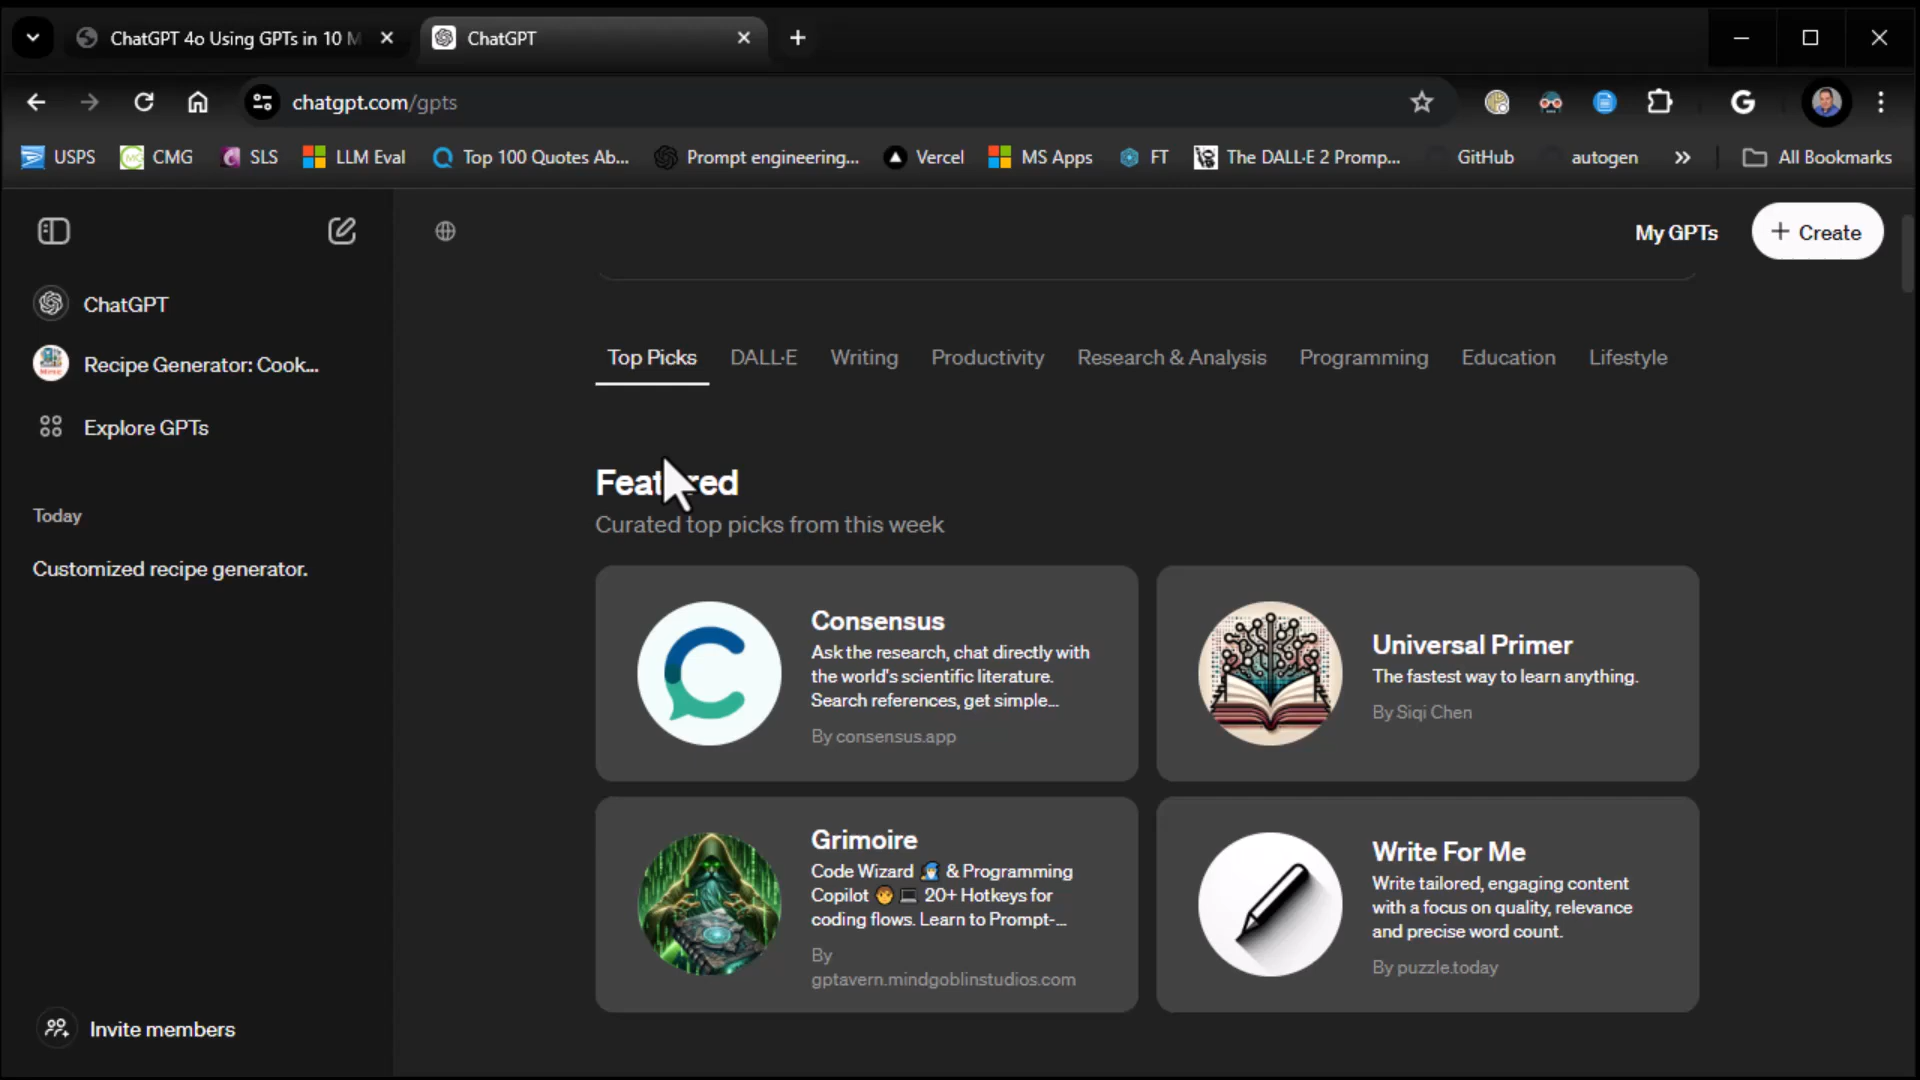 ChatGPT 4o Using GPTs in 10 M
ChatGPT
chatgpt.com/gpts
USPS
CMG
SLS
LLM Eval
Top 100 Quotes Ab...
Prompt engineering...
Vercel
MS Apps
FT
The DALL·E 2 Promp...
GitHub
autogen
All Bookmarks
My GPTs
Create
ChatGPT
Recipe Generator: Cook...
Explore GPTs
Today
Customized recipe generator.
Invite members
Top Picks
DALL·E
Writing
Productivity
Research & Analysis
Programming
Education
Lifestyle
Featured
Curated top picks from this week
Consensus
Ask the research, chat directly with
the world's scientific literature.
Search references, get simple...
By consensus.app
Universal Primer
The fastest way to learn anything.
By Siqi Chen
Grimoire
Code Wizard 🧙‍♂️ & Programming
Copilot 🧑💻 20+ Hotkeys for
coding flows. Learn to Prompt-...
By
gptavern.mindgoblinstudios.com
Write For Me
Write tailored, engaging content
with a focus on quality, relevance
and precise word count.
By puzzle.today